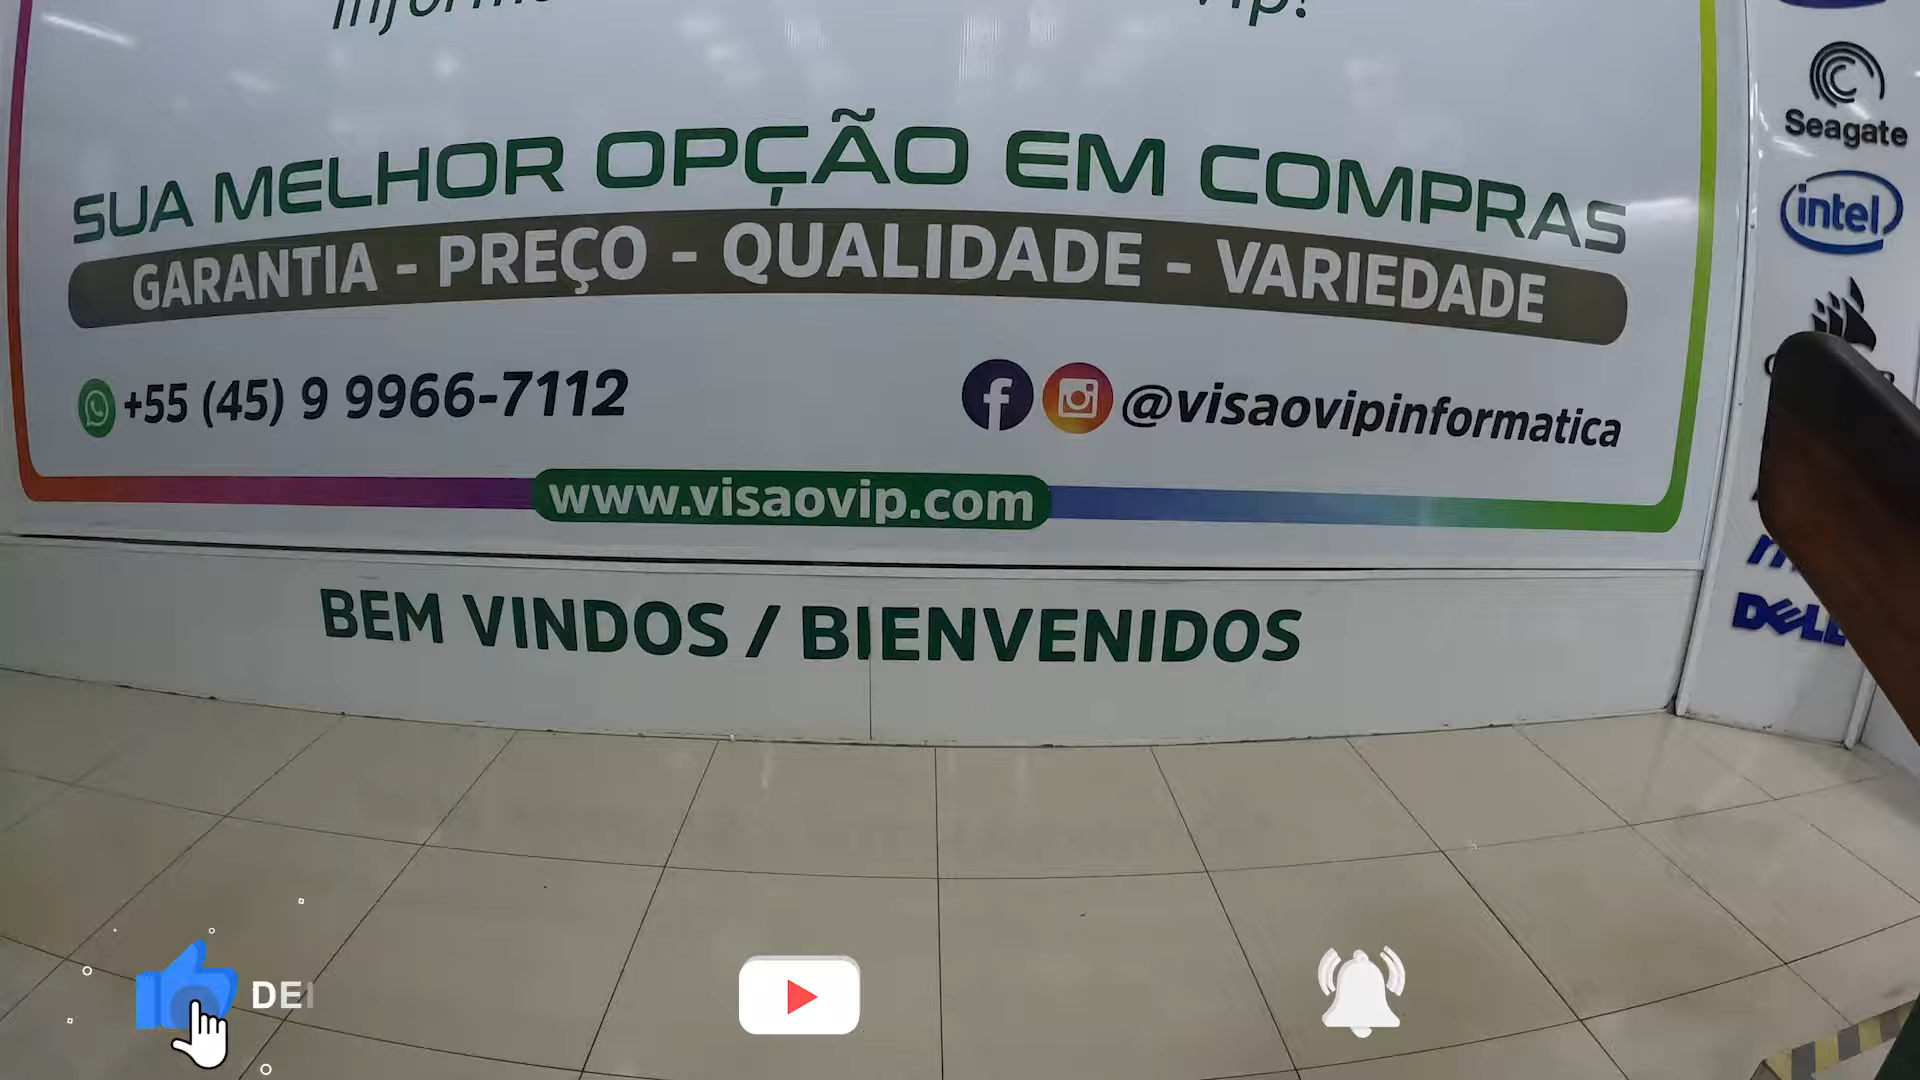 SUA MELHOR OPÇÃO EM COMPRAS
GARANTIA - PREÇO - QUALIDADE - VARIEDADE
+55 (45) 9 9966-7112
@visaovipinformatica
www.visaovip.com
BEM VINDOS / BIENVENIDOS
Seagate
intel
DELL
DEI